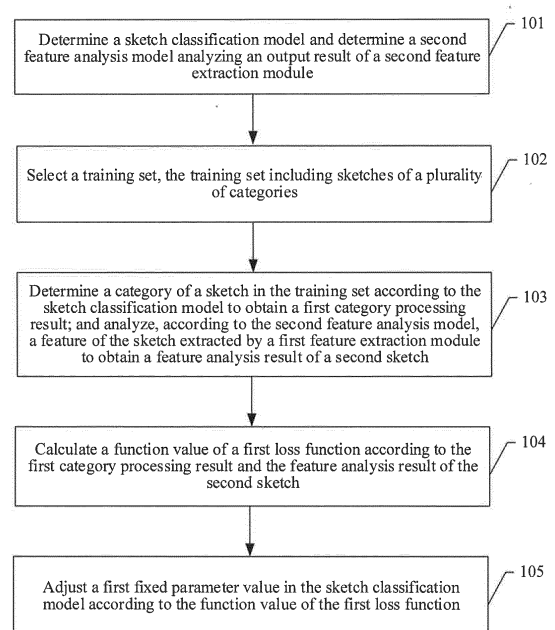 101
Determine a sketch classification model and determine a second
feature analysis model analyzing an output result of a second feature
extraction module
102
Select a training set, the training set including sketches of a plurality
of categories
103
Determine a category of a sketch in the training set according to the
sketch classification model to obtain a first category processing
result; and analyze, according to the second feature analysis model,
a feature of the sketch extracted by a first feature extraction module
to obtain a feature analysis result of a second sketch
104
Calculate a function value of a first loss function according to the
first category processing result and the feature analysis result of the
second sketch
105
Adjust a first fixed parameter value in the sketch classification
model according to the function value of the first loss function